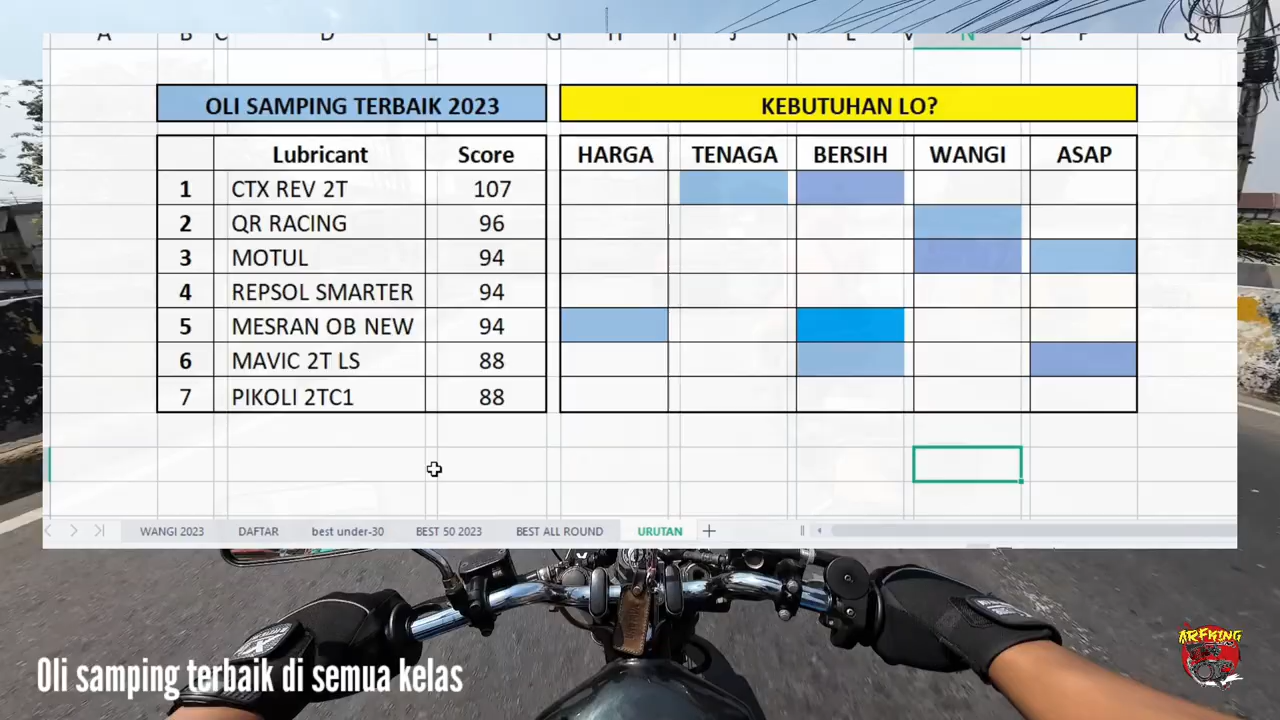 A B C D E F G H I J K L M N O P Q
OLI SAMPING TERBAIK 2023 KEBUTUHAN LO?
Lubricant Score HARGA TENAGA BERSIH WANGI ASAP
1 CTX REV 2T 107
2 QR RACING 96
3 MOTUL 94
4 REPSOL SMARTER 94
5 MESRAN OB NEW 94
6 MAVIC 2T LS 88
7 PIKOLI 2TC1 88
WANGI 2023 DAFTAR best under-30 BEST 50 2023 BEST ALL ROUND URUTAN
Oli samping terbaik di semua kelas
ARFKING